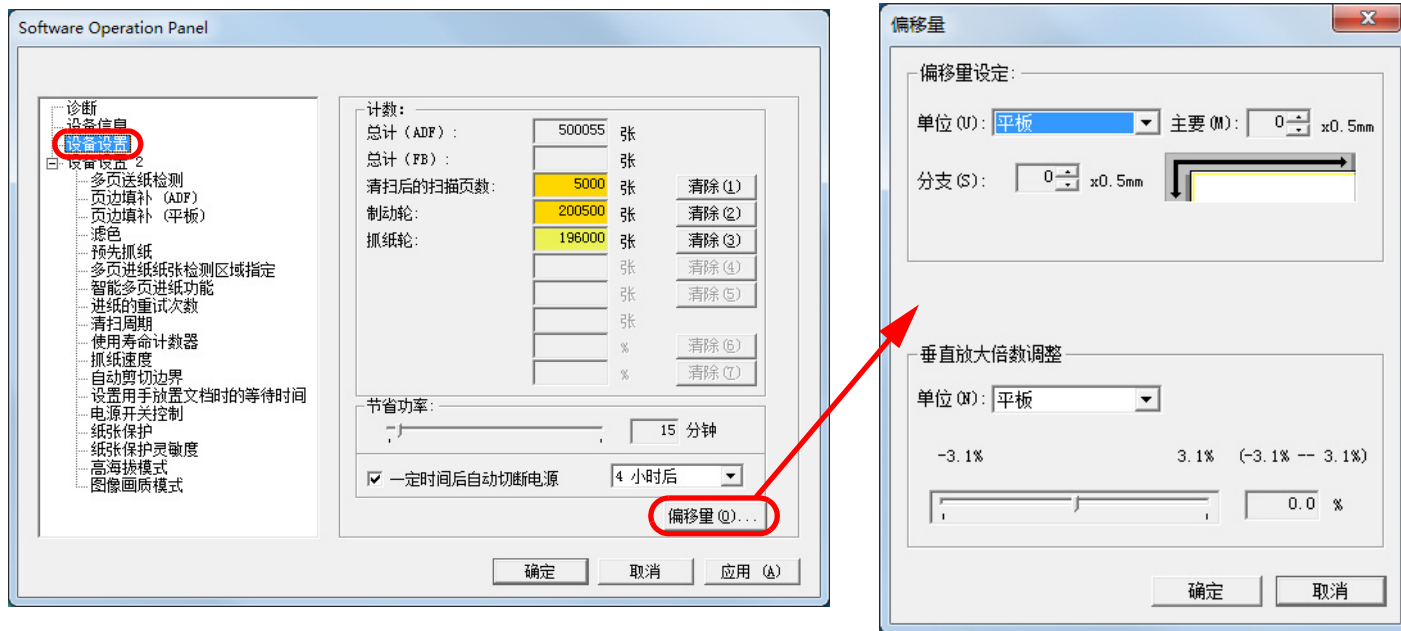 Software Operation Panel
诊断
设备信息
设备设置
设备设置 2
多页送纸检测
页边填补 (ADF)
页边填补 (平板)
滤色
预先抓纸
多页进纸纸张检测区域指定
智能多页进纸功能
进纸的重试次数
清扫周期
使用寿命计数器
抓纸速度
自动剪切边界
设置用手放置文档时的等待时间
电源开关控制
纸张保护
纸张保护灵敏度
高海拔模式
图像画质模式
计数:
总计 (ADF) : 500055 张
总计 (FB) : 张
清扫后的扫描页数: 5000 张 清除(1)
制动轮: 200500 张 清除(2)
抓纸轮: 196000 张 清除(3)
张 清除(4)
张 清除(5)
张
% 清除(6)
% 清除(7)
节省功率:
15 分钟
一定时间后自动切断电源 4 小时后
偏移量(O)...
确定 取消 应用 (A)
偏移量
偏移量设定:
单位(U): 平板 主要(M): 0 x0.5mm
分支(S): 0 x0.5mm
垂直放大倍数调整
单位(N): 平板
-3.1% 3.1% (-3.1% -- 3.1%)
0.0 %
确定 取消